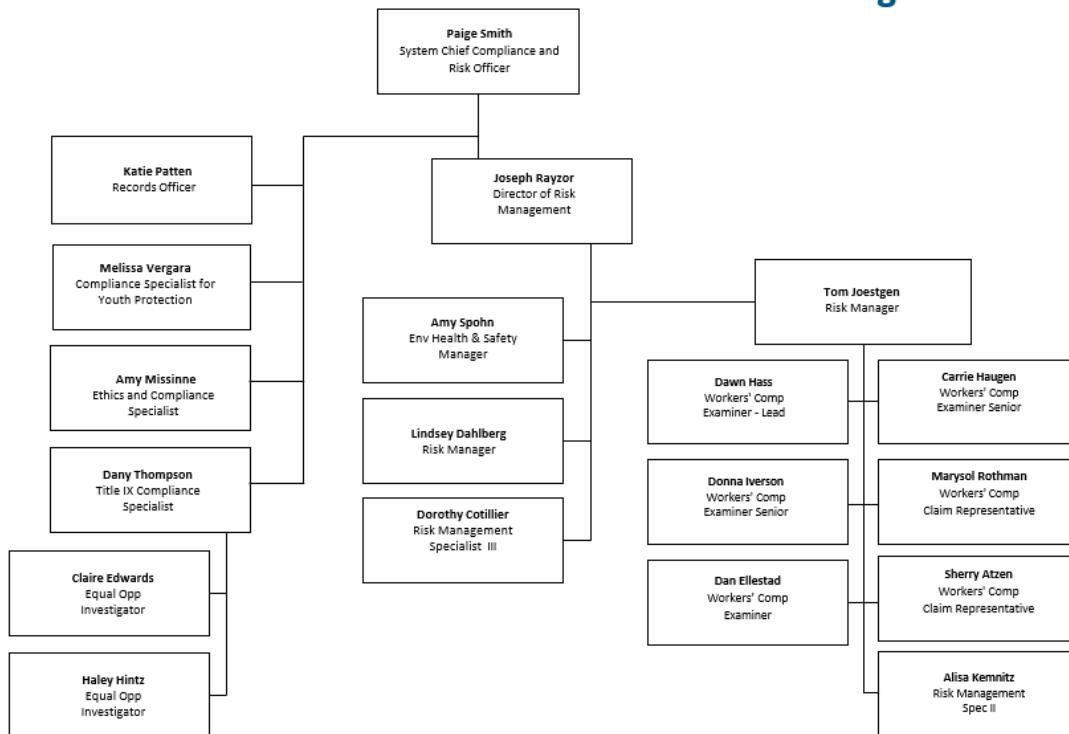 g
Paige Smith
System Chief Compliance and
Risk Officer
Katie Patten
Records Officer
Joseph Rayzor
Director of Risk
Management
Melissa Vergara
Compliance Specialist for
Youth Protection
Tom Joestgen
Risk Manager
Amy Spohn
Env Health & Safety
Manager
Amy Missinne
Ethics and Compliance
Specialist
Dawn Hass
Workers' Comp
Examiner - Lead
Carrie Haugen
Workers' Comp
Examiner Senior
Lindsey Dahlberg
Risk Manager
Dany Thompson
Title IX Compliance
Specialist
Donna Iverson
Workers' Comp
Examiner Senior
Marysol Rothman
Workers' Comp
Claim Representative
Dorothy Cotillier
Risk Management
Specialist III
Claire Edwards
Equal Opp
Investigator
Dan Ellestad
Workers' Comp
Examiner
Sherry Atzen
Workers' Comp
Claim Representative
Haley Hintz
Equal Opp
Investigator
Alisa Kemnitz
Risk Management
Spec II